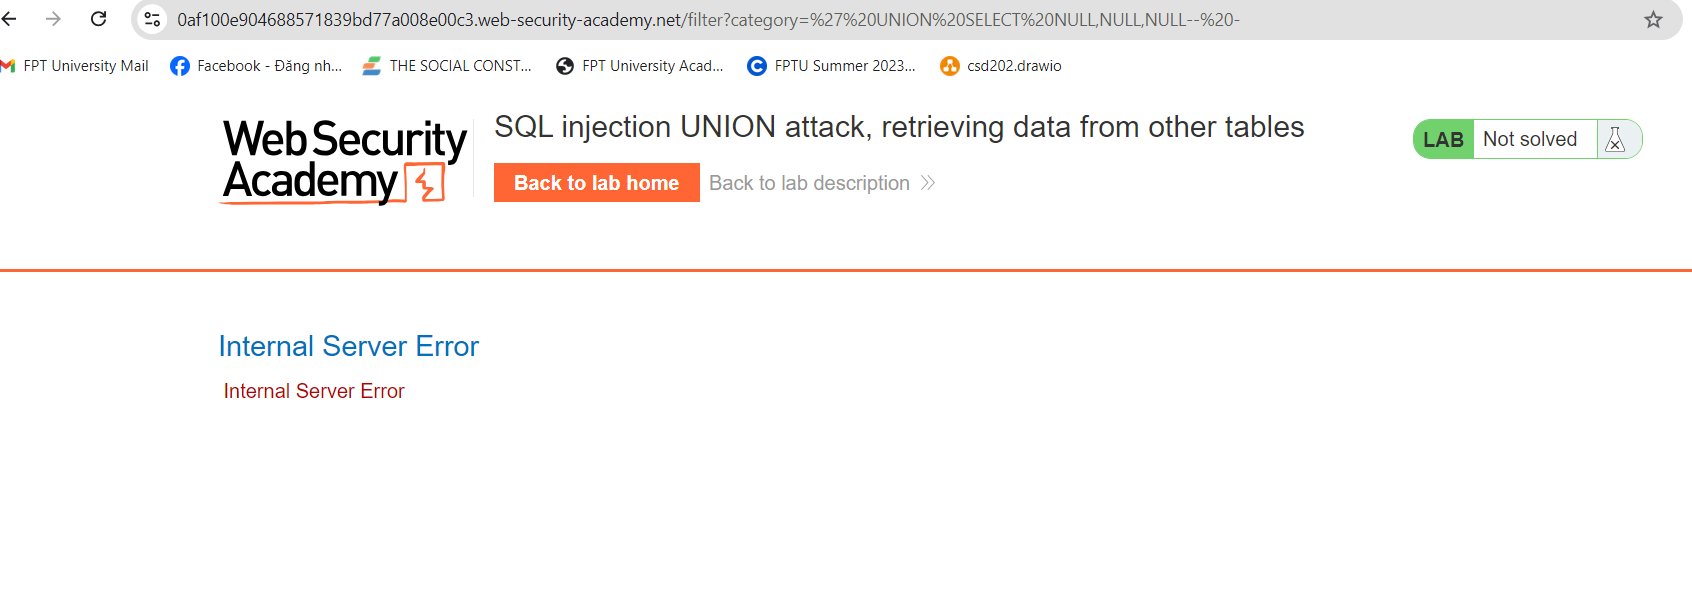 0af100e904688571839bd77a008e00c3.web-security-academy.net/filter?category=%27%20UNION%20SELECT%20NULL,NULL,NULL--%20-
FPT University Mail Facebook - Đăng nh... THE SOCIAL CONST... FPT University Acad... FPTU Summer 2023... csd202.drawio
Web Security
Academy
SQL injection UNION attack, retrieving data from other tables
Back to lab home Back to lab description
LAB Not solved
Internal Server Error
Internal Server Error